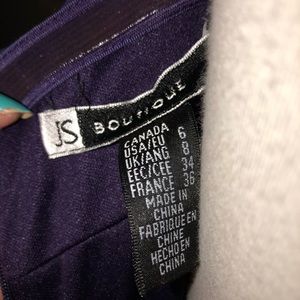 JS BOUTIQUE
CANADA 6
USA/EU
UK/ANG 8
EEC/CEE 34
FRANCE 36
MADE IN
CHINA
FABRIQUE EN
CHINE
HECHO EN
CHINA